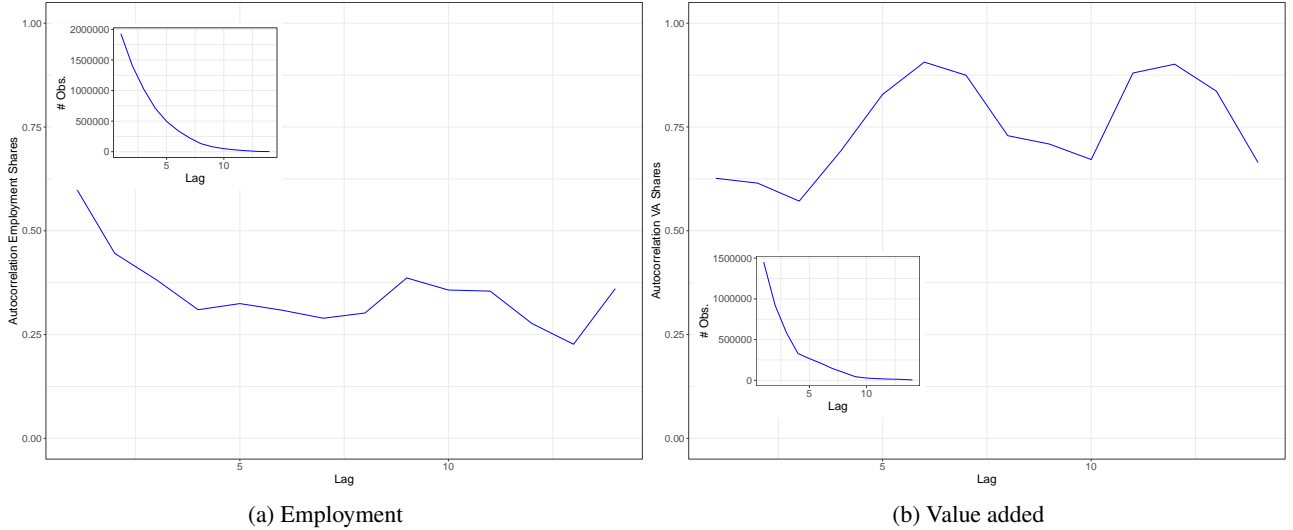 1.00
0.75
0.50
0.25
0.00
Autocorrelation Employment Shares
5
10
Lag
2000000
1500000
1000000
500000
0
# Obs.
5
10
Lag
(a) Employment
1.00
0.75
0.50
0.25
0.00
Autocorrelation VA Shares
5
10
Lag
1500000
1000000
500000
0
# Obs.
5
10
Lag
(b) Value added